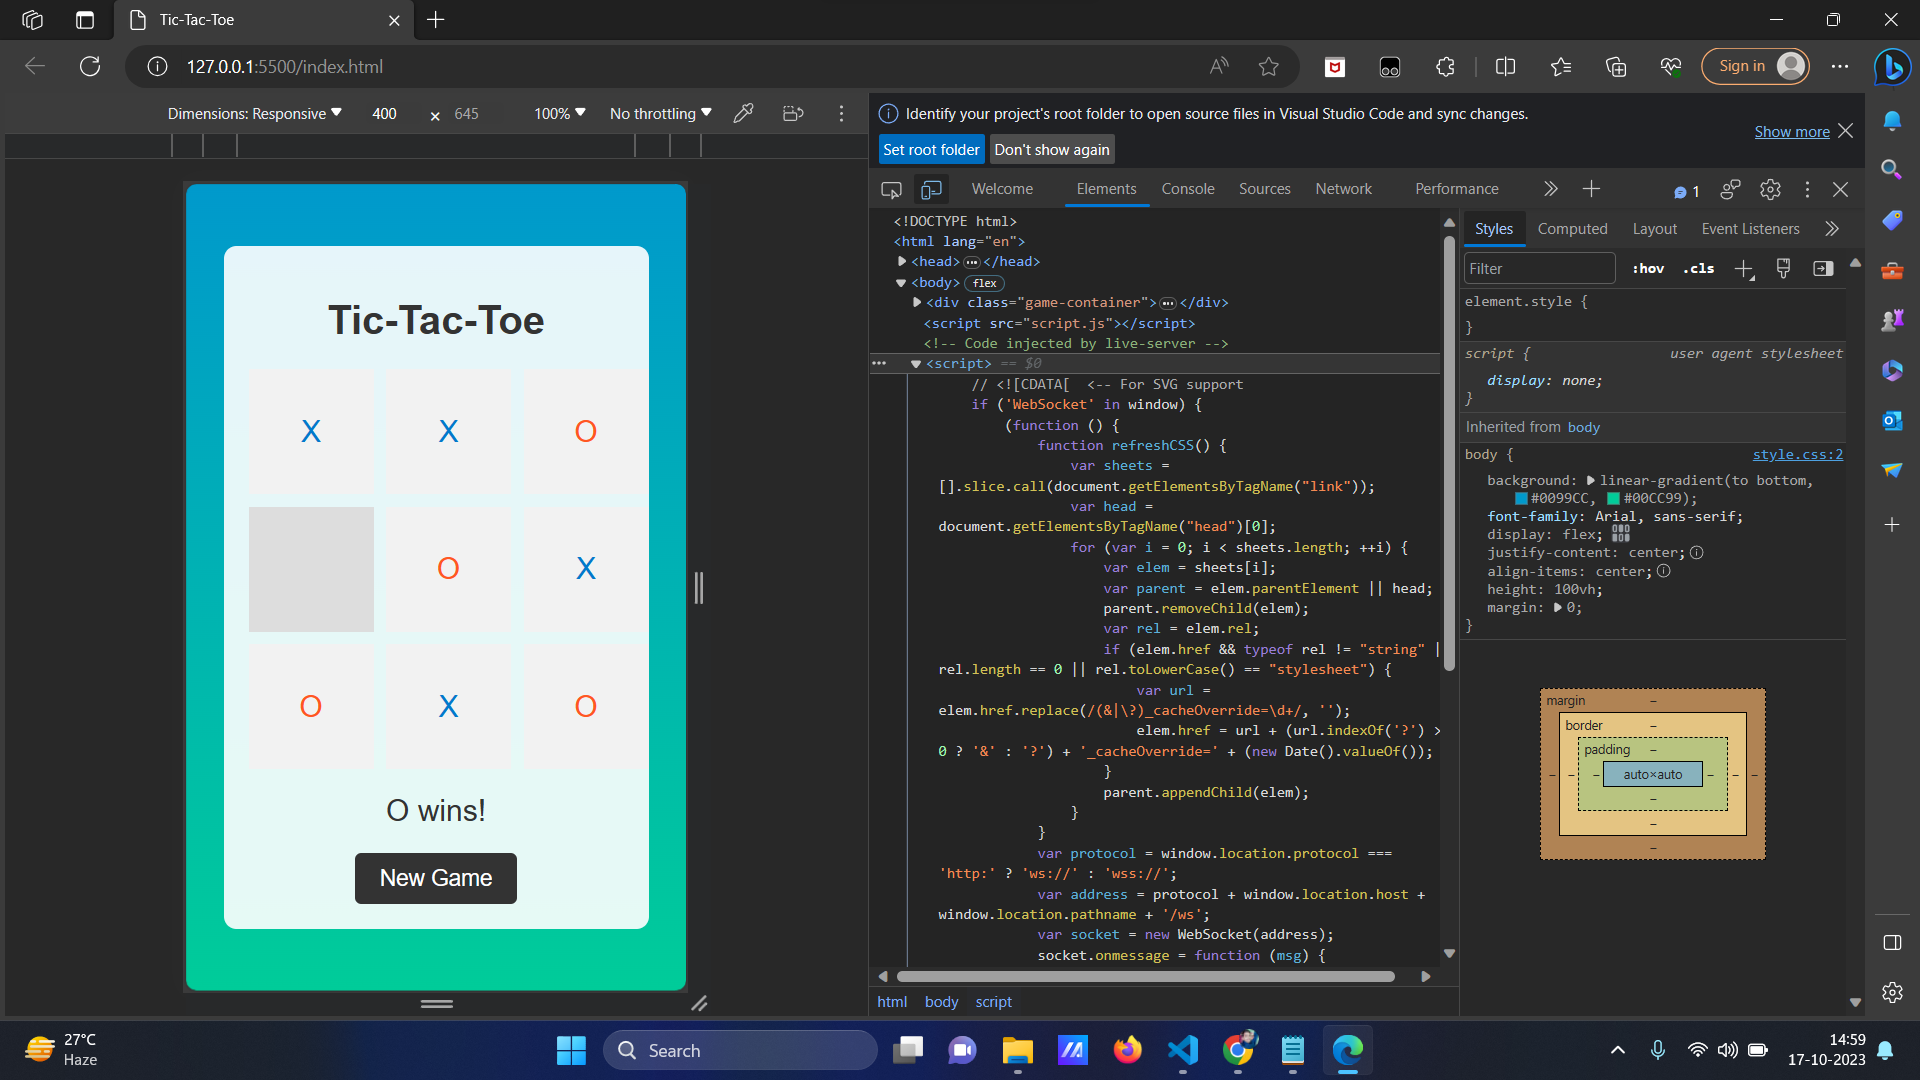 Tic-Tac-Toe
127.0.0.1:5500/index.html
Sign in
Dimensions: Responsive
400
×
645
100%
No throttling
Tic-Tac-Toe
X
X
O
O
X
O
X
O
O wins!
New Game
Identify your project's root folder to open source files in Visual Studio Code and sync changes.
Show more
Set root folder
Don't show again
Welcome
Elements
Console
Sources
Network
Performance
1
<!DOCTYPE html>
<html lang="en">
<head>…</head>
<body> flex
<div class="game-container">…</div>
<script src="script.js"></script>
<!-- Code injected by live-server -->
<script> == $0
// <![CDATA[  <-- For SVG support
if ('WebSocket' in window) {
(function () {
function refreshCSS() {
var sheets =
[].slice.call(document.getElementsByTagName("link"));
var head =
document.getElementsByTagName("head")[0];
for (var i = 0; i < sheets.length; ++i) {
var elem = sheets[i];
var parent = elem.parentElement || head;
parent.removeChild(elem);
var rel = elem.rel;
if (elem.href && typeof rel != "string" |
rel.length == 0 || rel.toLowerCase() == "stylesheet") {
var url =
elem.href.replace(/(&|\?)_cacheOverride=\d+/, '');
elem.href = url + (url.indexOf('?') >
0 ? '&' : '?') + '_cacheOverride=' + (new Date().valueOf());
}
parent.appendChild(elem);
}
}
var protocol = window.location.protocol ===
'http:' ? 'ws://' : 'wss://';
var address = protocol + window.location.host +
window.location.pathname + '/ws';
var socket = new WebSocket(address);
socket.onmessage = function (msg) {
html
body
script
Styles
Computed
Layout
Event Listeners
Filter
:hov
.cls
element.style {
}
script {
user agent stylesheet
display: none;
}
Inherited from body
body {
style.css:2
background: linear-gradient(to bottom,
#0099CC, #00CC99);
font-family: Arial, sans-serif;
display: flex;
justify-content: center;
align-items: center;
height: 100vh;
margin: 0;
}
margin
–
border
–
padding
–
– – – auto×auto – – –
–
–
–
27°C
Haze
Search
14:59
17-10-2023